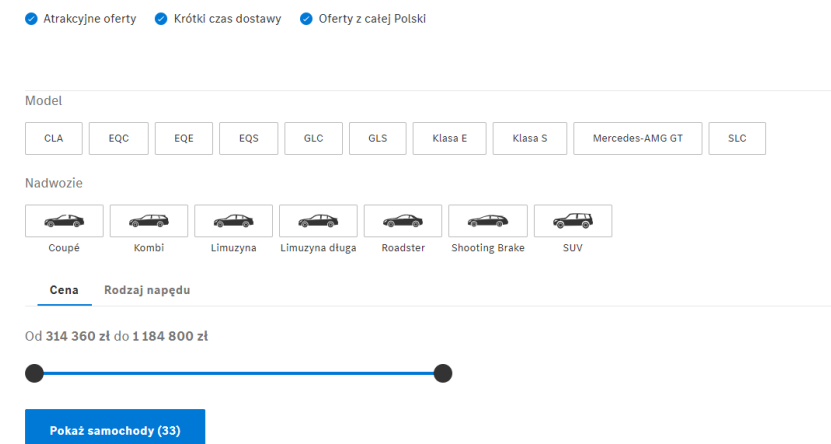 Atrakcyjne oferty Krótki czas dostawy Oferty z całej Polski
Model
CLA EQC EQE EQS GLC GLS Klasa E Klasa S Mercedes-AMG GT SLC
Nadwozie
Coupé Kombi Limuzyna Limuzyna długa Roadster Shooting Brake SUV
Cena Rodzaj napędu
Od 314 360 zł do 1 184 800 zł
Pokaż samochody (33)